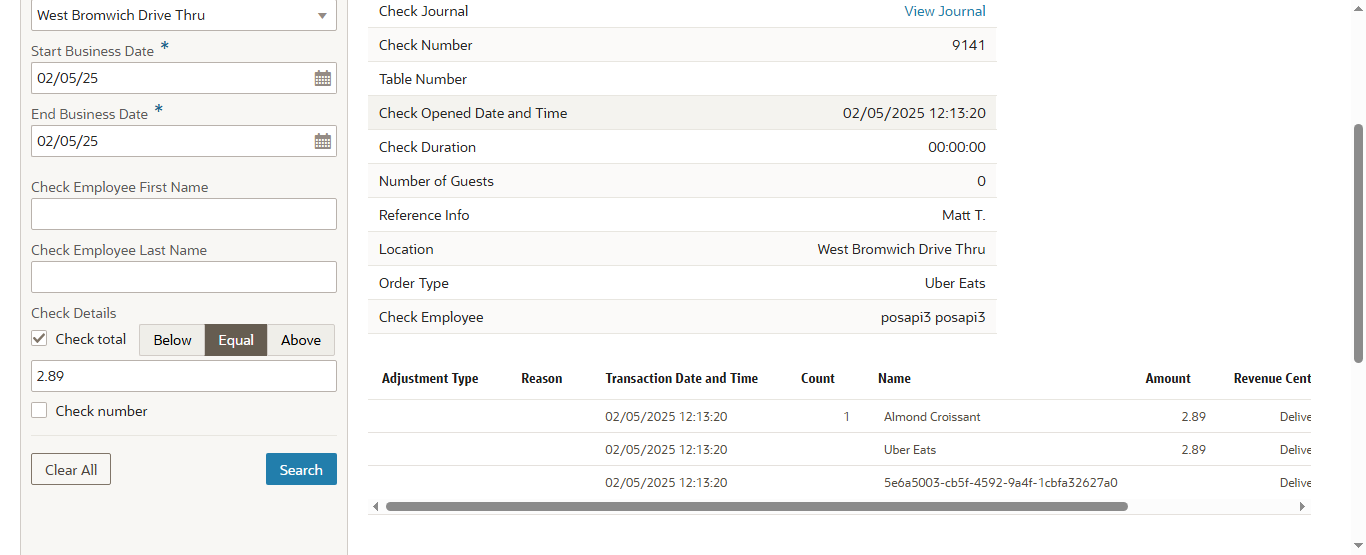 West Bromwich Drive Thru
Start Business Date *
02/05/25
End Business Date *
02/05/25
Check Employee First Name
Check Employee Last Name
Check Details
Check total Below Equal Above
2.89
Check number
Clear All Search
Check Journal View Journal
Check Number 9141
Table Number
Check Opened Date and Time 02/05/2025 12:13:20
Check Duration 00:00:00
Number of Guests 0
Reference Info Matt T.
Location West Bromwich Drive Thru
Order Type Uber Eats
Check Employee posapi3 posapi3
Adjustment Type Reason Transaction Date and Time Count Name Amount Revenue Cent
02/05/2025 12:13:20 1 Almond Croissant 2.89 Delive
02/05/2025 12:13:20 Uber Eats 2.89 Delive
02/05/2025 12:13:20 5e6a5003-cb5f-4592-9a4f-1cbfa32627a0 Delive